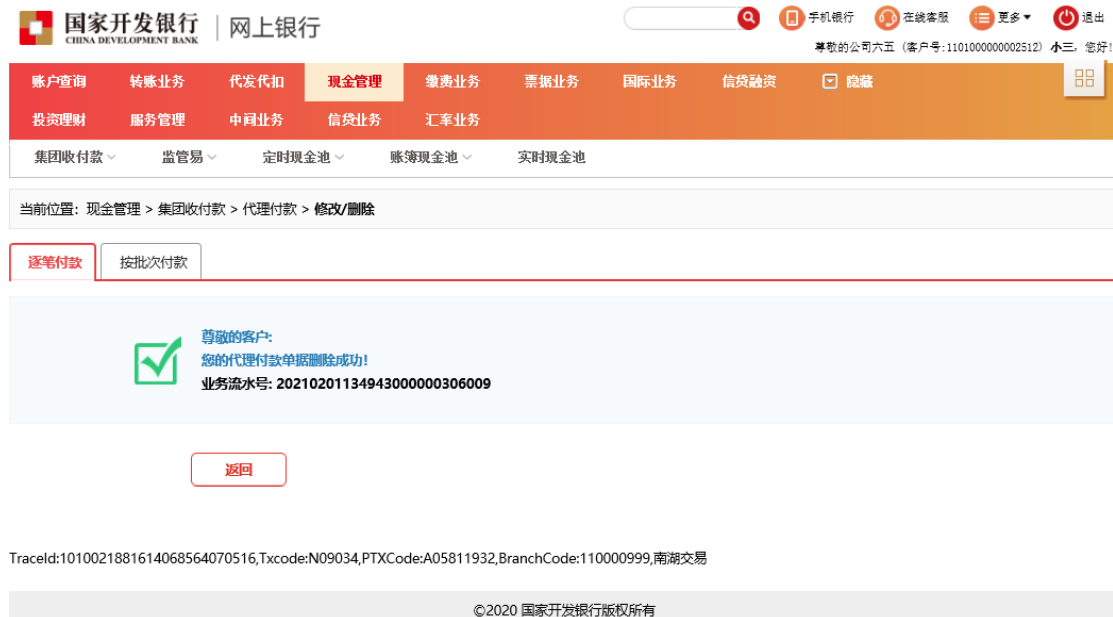 国家开发银行 网上银行
CHINA DEVELOPMENT BANK
手机银行 在线客服 更多▼ 退出
尊敬的公司六五（客户号:1101000000002512）小三，您好!
账户查询 转账业务 代发代扣 现金管理 缴费业务 票据业务 国际业务 信贷融资 隐藏
投资理财 服务管理 中间业务 信贷业务 汇率业务
集团收付款 监管易 定时现金池 账簿现金池 实时现金池
当前位置：现金管理 > 集团收付款 > 代理付款 > 修改/删除
逐笔付款 按批次付款
尊敬的客户:
您的代理付款单据删除成功!
业务流水号: 20210201134943000000306009
返回
TraceId:1010021881614068564070516,Txcode:N09034,PTXCode:A05811932,BranchCode:110000999,南湖交易
©2020 国家开发银行版权所有